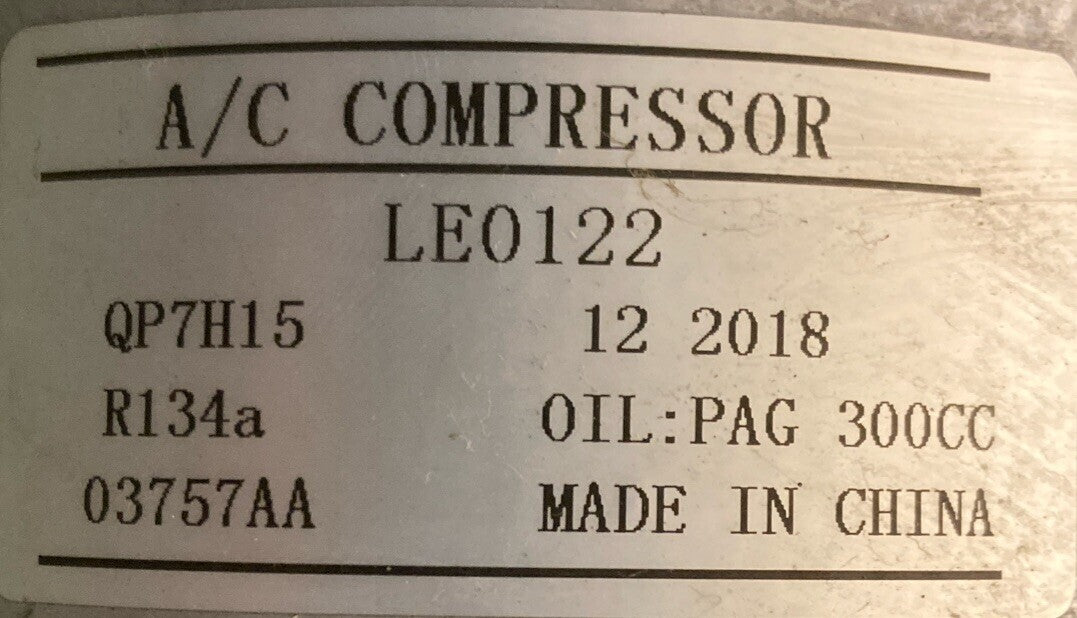 A/C COMPRESSOR
LE0122
QP7H15 12 2018
R134a OIL:PAG 300CC
03757AA MADE IN CHINA